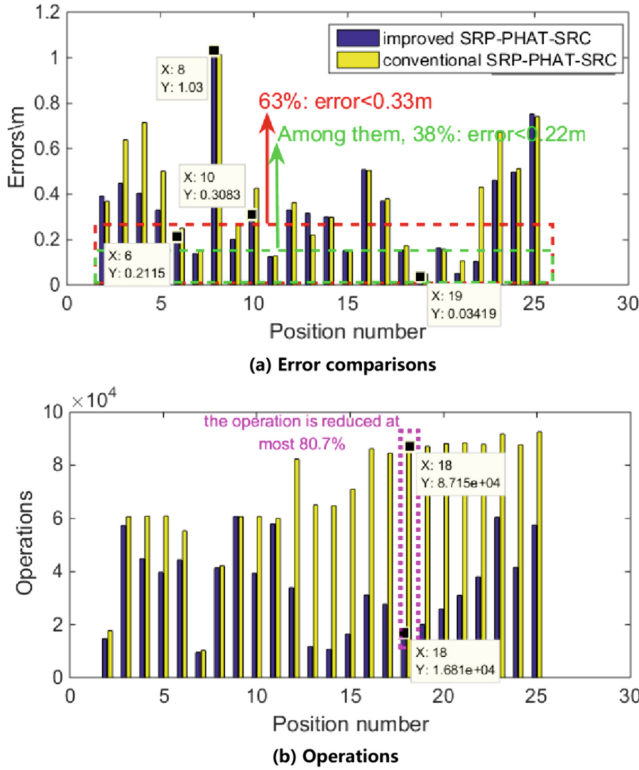 1.2
1
0.8
0.6
0.4
0.2
0
Errors\m
improved SRP-PHAT-SRC
conventional SRP-PHAT-SRC
X: 8
Y: 1.03
63%: error<0.33m
Among them, 38%: error<0.22m
X: 10
Y: 0.3083
X: 6
Y: 0.2115
X: 19
Y: 0.03419
0 5 10 15 20 25 30
Position number
(a) Error comparisons
×10⁴
10
8
6
4
2
0
Operations
the operation is reduced at
most 80.7%
X: 18
Y: 8.715e+04
X: 18
Y: 1.681e+04
0 5 10 15 20 25 30
Position number
(b) Operations